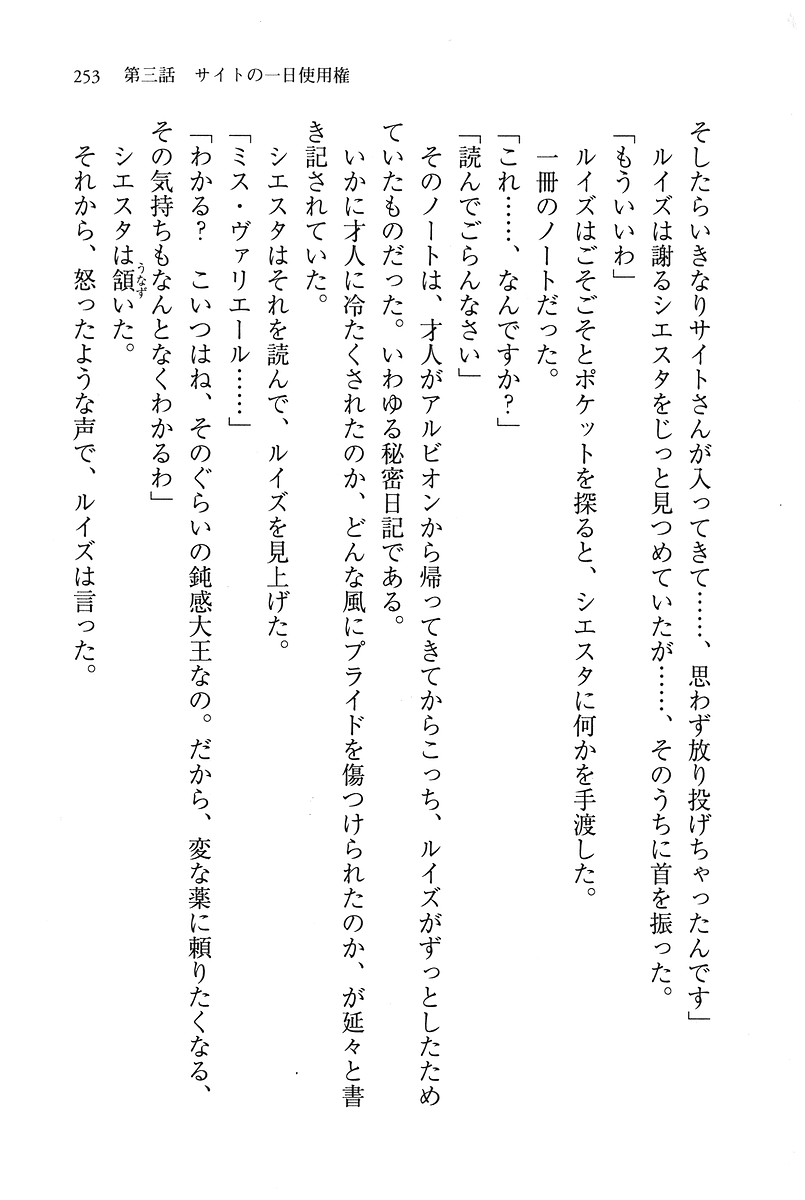 253　第三話　サイトの一日使用権
そしたらいきなりサイトさんが入ってきて……、思わず放り投げちゃったんです」
　ルイズは謝るシエスタをじっと見つめていたが……、そのうちに首を振った。
「もういいわ」
　ルイズはごそごそとポケットを探ると、シエスタに何かを手渡した。
　一冊のノートだった。
「これ……、なんですか？」
「読んでごらんなさい」
　そのノートは、才人がアルビオンから帰ってきてからこっち、ルイズがずっとしたため
ていたものだった。いわゆる秘密日記である。
　いかに才人に冷たくされたのか、どんな風にプライドを傷つけられたのか、が延々と書
き記されていた。
　シエスタはそれを読んで、ルイズを見上げた。
「ミス・ヴァリエール……」
「わかる？　こいつはね、そのぐらいの鈍感大王なの。だから、変な薬に頼りたくなる、
その気持ちもなんとなくわかるわ」
　シエスタは頷いた。
うなず
　それから、怒ったような声で、ルイズは言った。